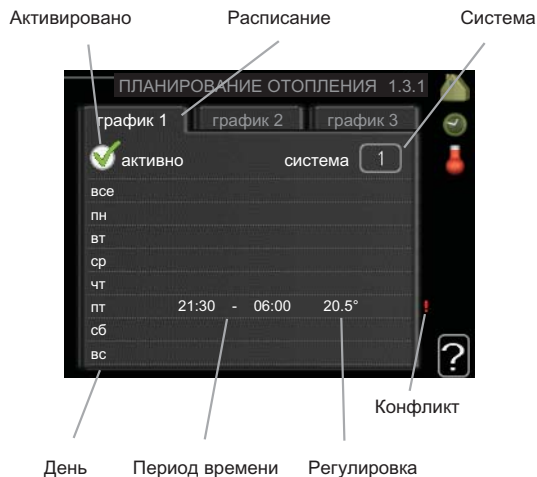 Активировано Расписание Система
ПЛАНИРОВАНИЕ ОТОПЛЕНИЯ 1.3.1
график 1 график 2 график 3
активно система 1
все
пн
вт
ср
чт
пт 21:30 - 06:00 20.5° !
сб
вс
?
Конфликт
День Период времени Регулировка